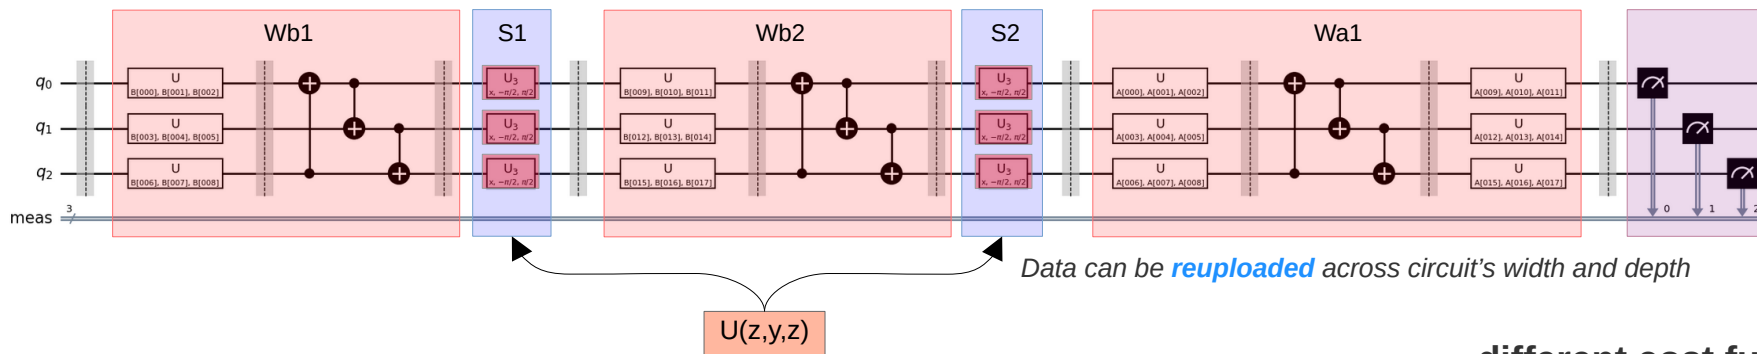 Wb1 S1 Wb2 S2 Wa1
q0 U B[000], B[001], B[002] U3 x, −π/2, π/2 U B[009], B[010], B[011] U3 x, −π/2, π/2 U A[000], A[001], A[002] U A[009], A[010], A[011]
q1 U B[003], B[004], B[005] U3 x, −π/2, π/2 U B[012], B[013], B[014] U3 x, −π/2, π/2 U A[003], A[004], A[005] U A[012], A[013], A[014]
q2 U B[006], B[007], B[008] U3 x, −π/2, π/2 U B[015], B[016], B[017] U3 x, −π/2, π/2 U A[006], A[007], A[008] U A[015], A[016], A[017]
meas 3 0 1 2
Data can be reuploaded across circuit's width and depth
U(z,y,z)
different cost fu